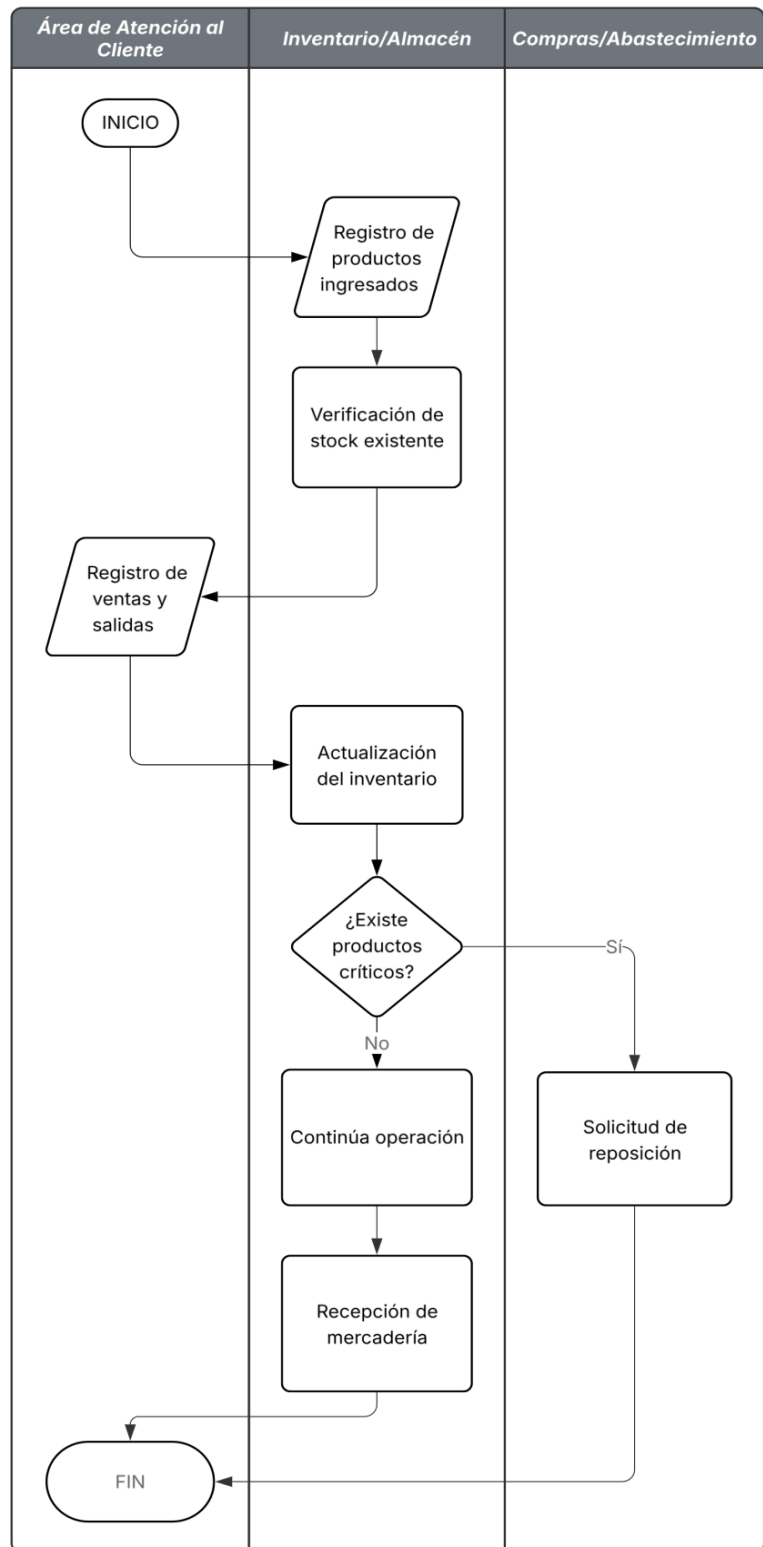 Área de Atención al
Cliente
Inventario/Almacén
Compras/Abastecimiento
INICIO
Registro de
productos
ingresados
Verificación de
stock existente
Registro de
ventas y
salidas
Actualización
del inventario
¿Existe
productos
críticos?
Sí
No
Continúa operación
Solicitud de
reposición
Recepción de
mercadería
FIN